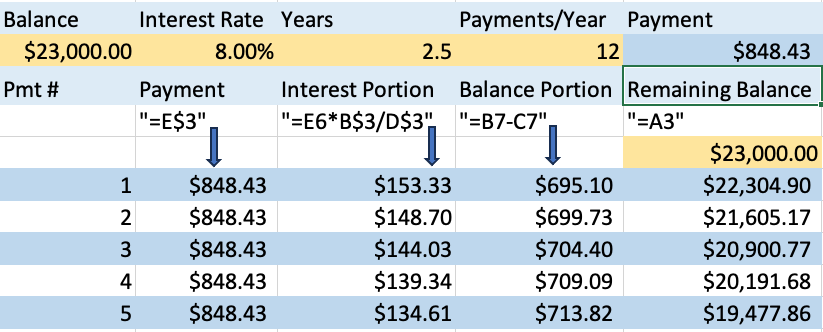 Balance Interest Rate Years Payments/Year Payment
$23,000.00 8.00% 2.5 12 $848.43
Pmt # Payment Interest Portion Balance Portion Remaining Balance
"=E$3" "=E6*B$3/D$3" "=B7-C7" "=A3"
$23,000.00
1 $848.43 $153.33 $695.10 $22,304.90
2 $848.43 $148.70 $699.73 $21,605.17
3 $848.43 $144.03 $704.40 $20,900.77
4 $848.43 $139.34 $709.09 $20,191.68
5 $848.43 $134.61 $713.82 $19,477.86